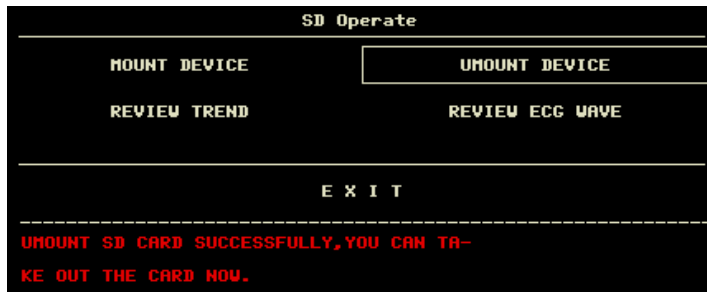 SD Operate
MOUNT DEVICE UMOUNT DEVICE
REVIEW TREND REVIEW ECG WAVE
E X I T
UMOUNT SD CARD SUCCESSFULLY,YOU CAN TA-
KE OUT THE CARD NOW.